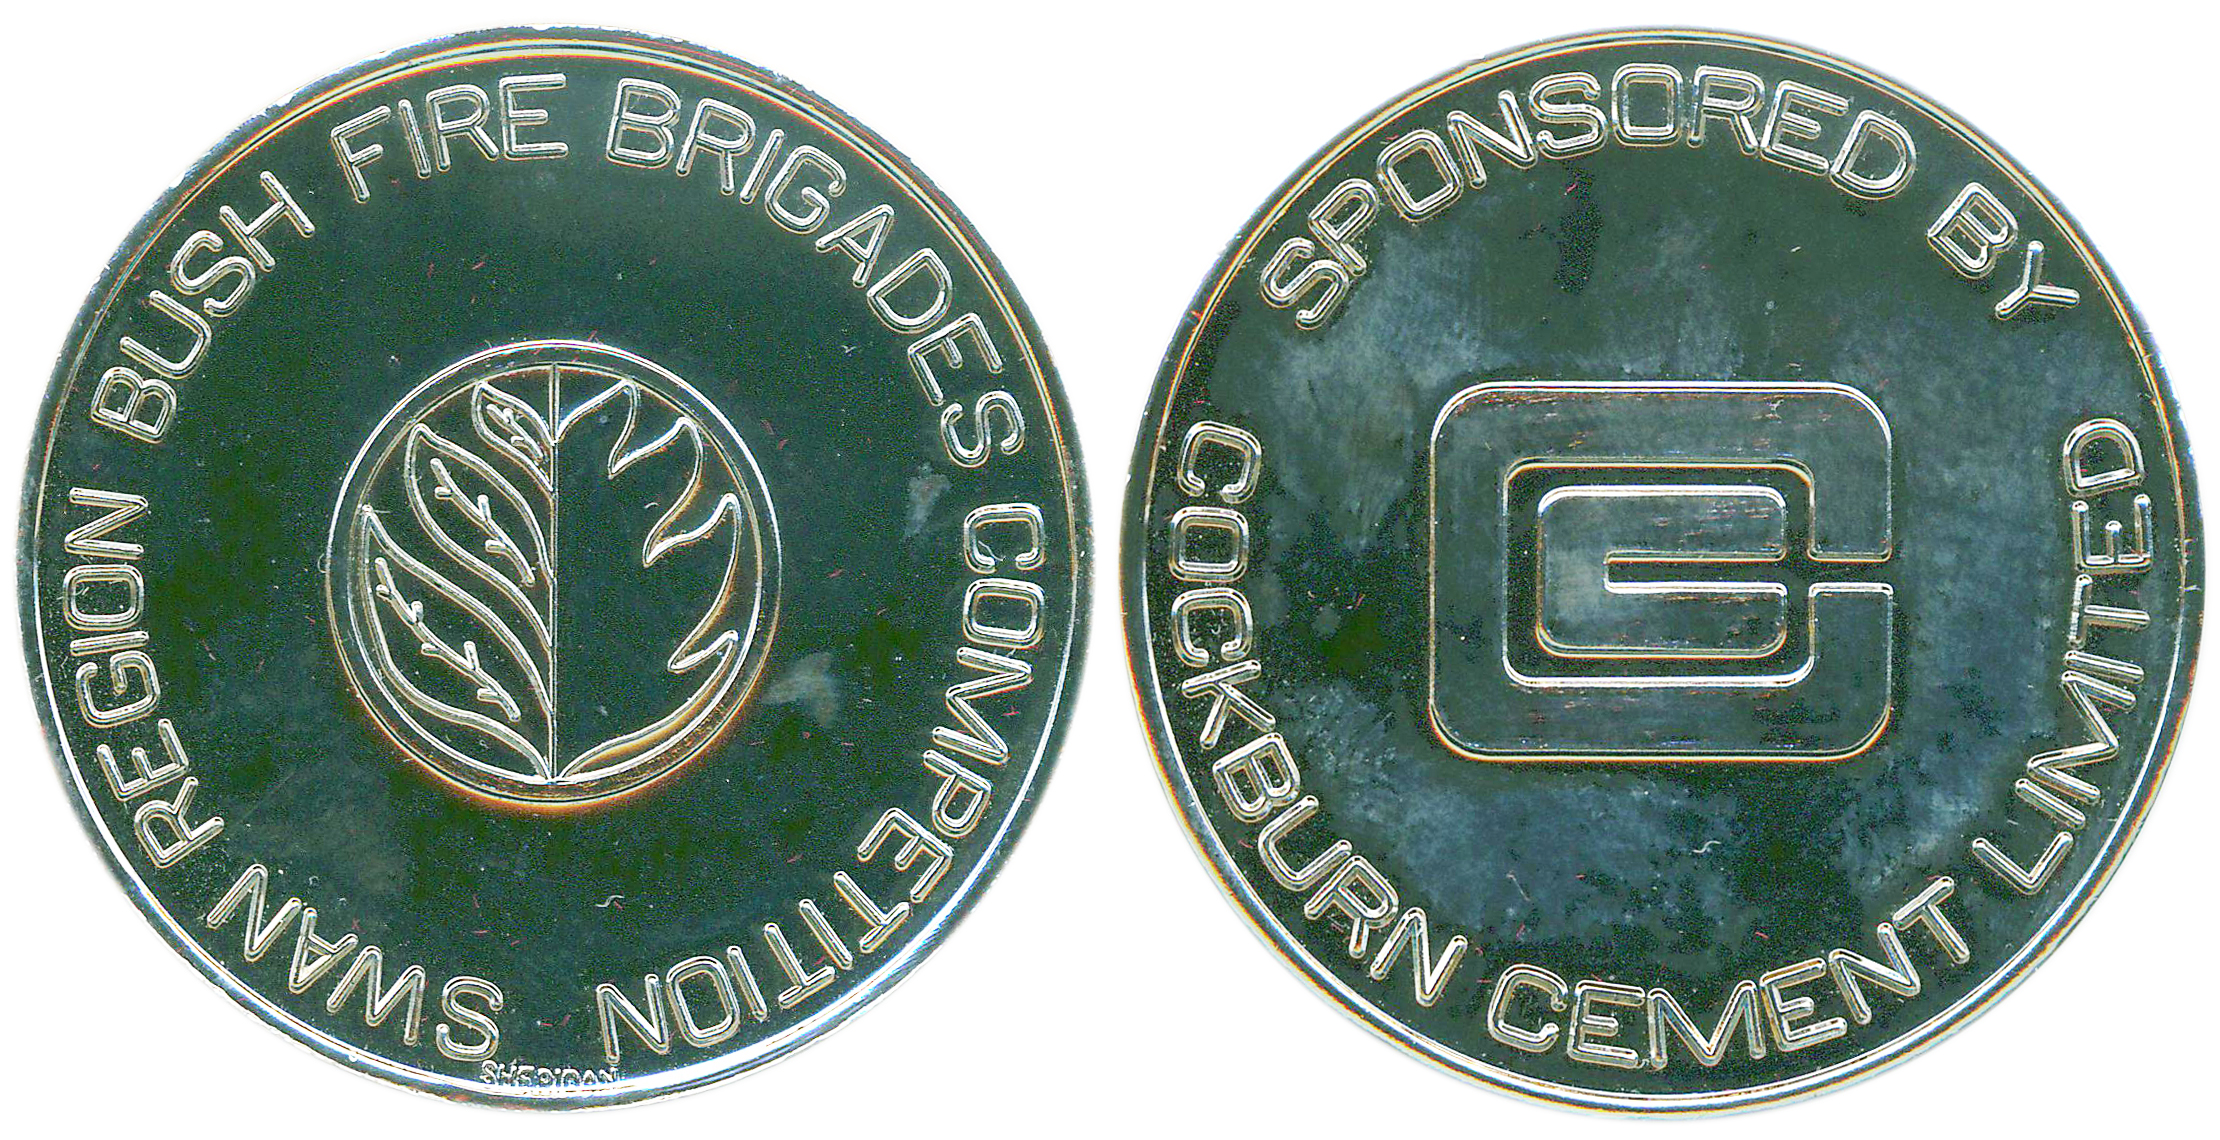 SWAN REGION BUSH FIRE BRIGADES COMPETITION
SHERIDAN
SPONSORED BY
COCKBURN CEMENT LIMITED